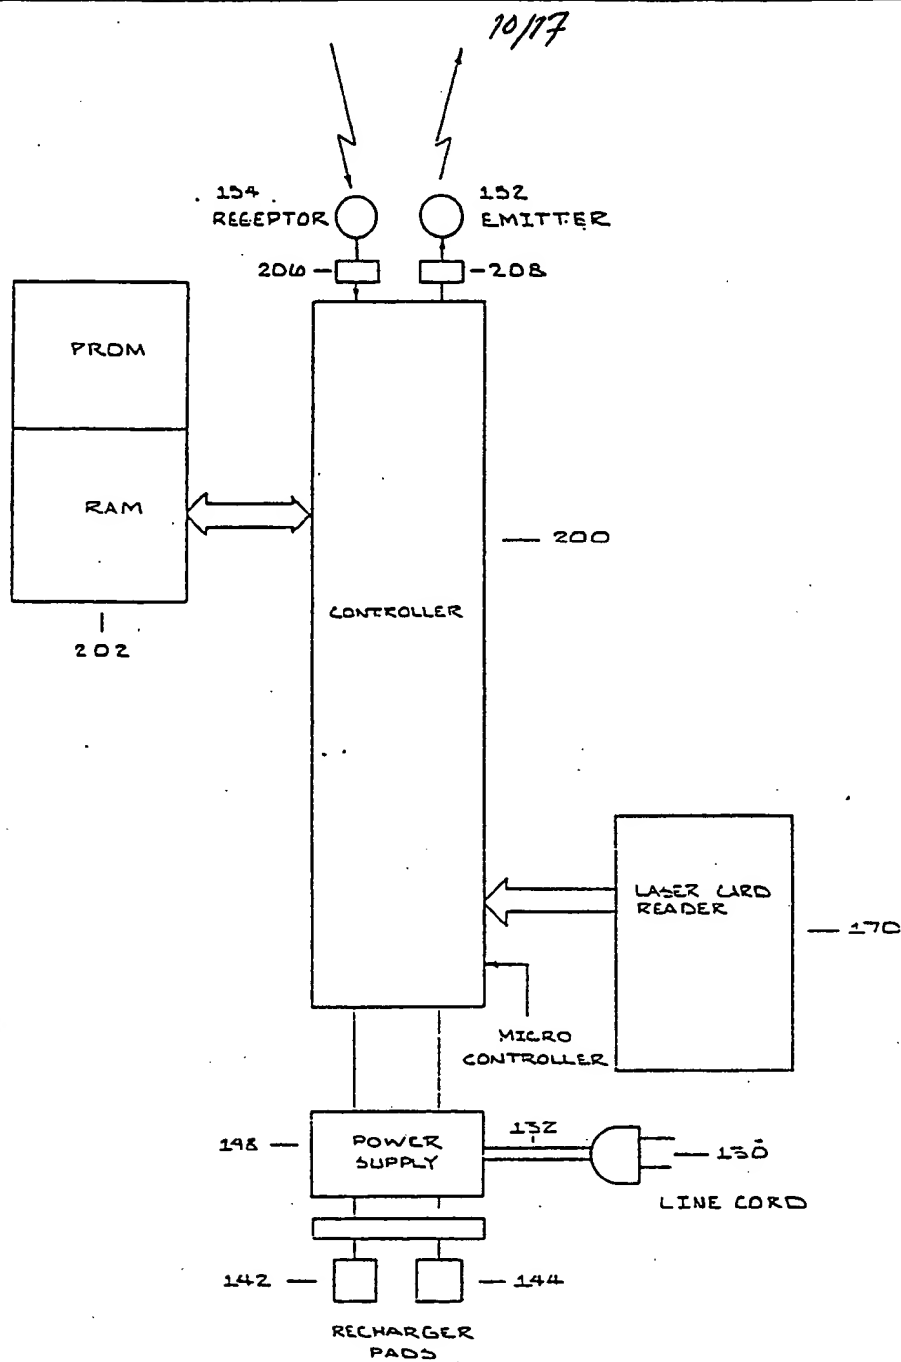 10/17
154
RECEPTOR
152
EMITTER
206
208
PROM
RAM
200
CONTROLLER
202
LASER CARD
READER
170
MICRO
CONTROLLER
198
POWER
SUPPLY
132
130
LINE CORD
142
144
RECHARGER
PADS